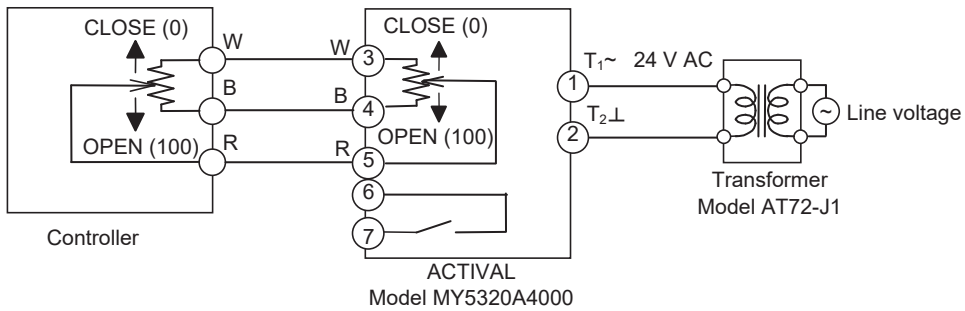 CLOSE (0)
OPEN (100)
W
B
R
Controller
W
B
R
3
4
5
6
7
CLOSE (0)
OPEN (100)
1
2
ACTIVAL
Model MY5320A4000
T₁~ 24 V AC
T₂⊥
Transformer
Model AT72-J1
~ Line voltage